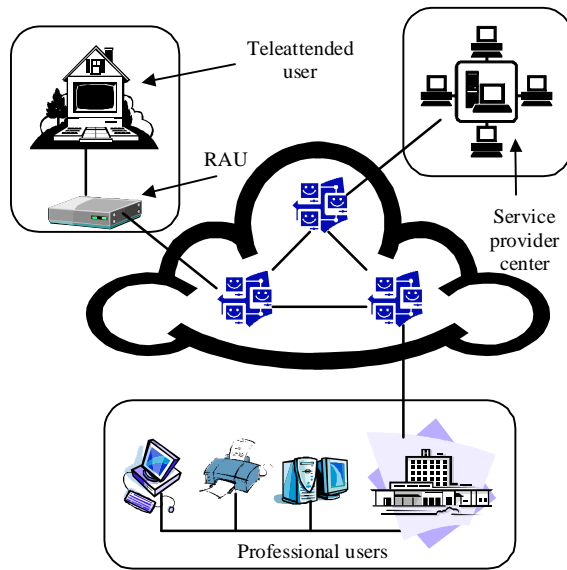 Teleattended
user
RAU
Service
provider
center
Professional users